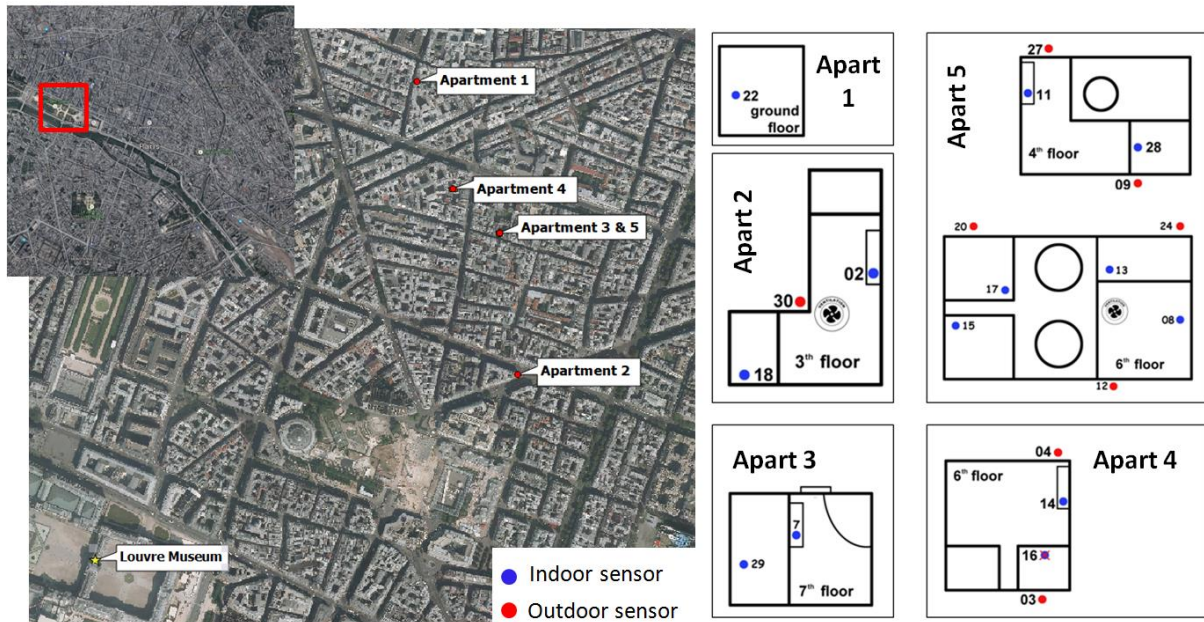 Apartment 1
Apartment 4
Apartment 3 & 5
Apartment 2
Louvre Museum
Indoor sensor
Outdoor sensor
Apart
1
22
ground
floor
Apart 2
02
30
VENTILATION
18
3th floor
Apart 3
7
29
7th floor
Apart 5
27
11
28
4th floor
09
20
24
13
17
15
08
6th floor
12
Apart 4
04
6th floor
14
16
03